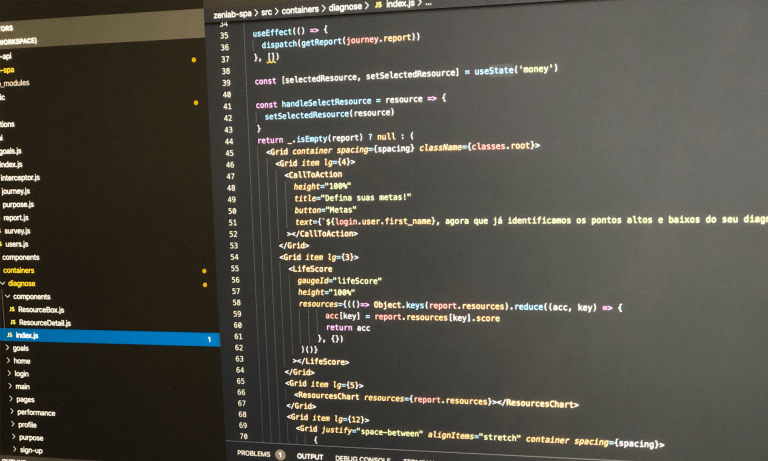 TORS
WORKSPACE)
-api
-spa
_modules
ic
tions
ni
goals.js
index.js
interceptor.js
journey.js
purpose.js
report.js
JS survey.js
JS users.js
components
containers
diagnose
components
JS ResourceBox.js
JS ResourceDetail.js
JS index.js 1
> goals
> home
> login
> main
> pages
> performance
> profile
> purpose
> sign-up
zenlab-spa > src > containers > diagnose > JS index.js > ...
34
35 useEffect(() => {
36 dispatch(getReport(journey.report))
37 }, [])
38
39 const [selectedResource, setSelectedResource] = useState('money')
40
41 const handleSelectResource = resource => {
42 setSelectedResource(resource)
43 }
44 return _.isEmpty(report) ? null : (
45 <Grid container spacing={spacing} className={classes.root}>
46 <Grid item lg={4}>
47 <CallToAction
48 height="100%"
49 title="Defina suas metas!"
50 button="Metas"
51 text={`${login.user.first_name}, agora que já identificamos os pontos altos e baixos do seu diag
52 ></CallToAction>
53 </Grid>
54 <Grid item lg={3}>
55 <LifeScore
56 gaugeId="lifeScore"
57 height="100%"
58 resources={(()=> Object.keys(report.resources).reduce((acc, key) => {
59 acc[key] = report.resources[key].score
60 return acc
61 }, {})
62 )()}
63 ></LifeScore>
64 </Grid>
65 <Grid item lg={5}>
66 <ResourcesChart resources={report.resources}></ResourcesChart>
67 </Grid>
68 <Grid item lg={12}>
69 <Grid justify="space-between" alignItems="stretch" container spacing={spacing}>
70 {
PROBLEMS 1 OUTPUT DEBUG CONSOLE